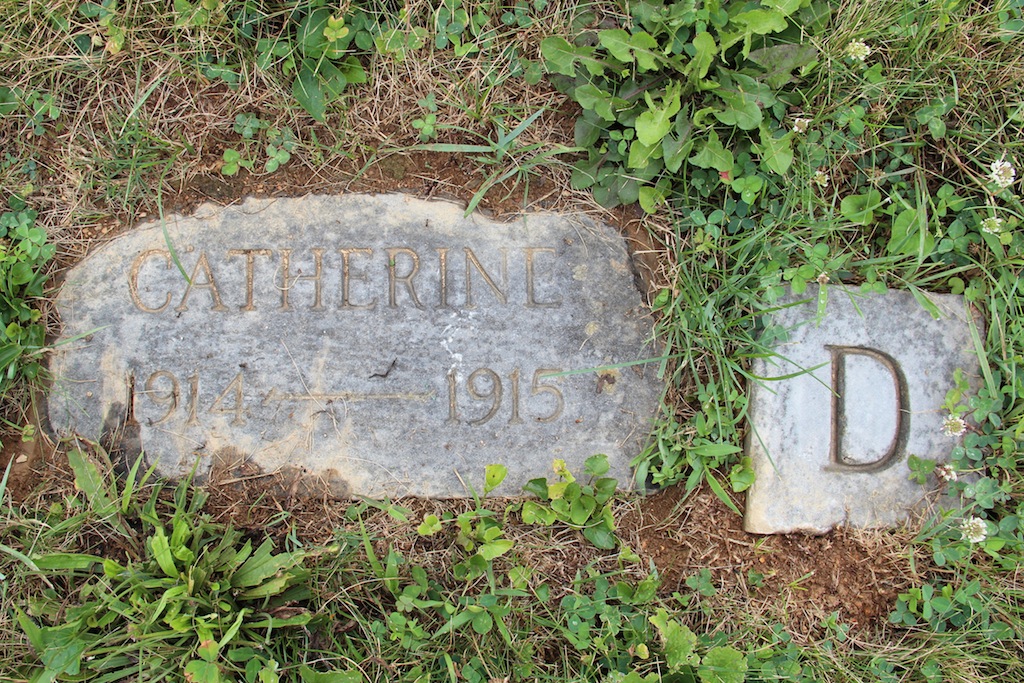 CATHERINE
1914 — 1915
D